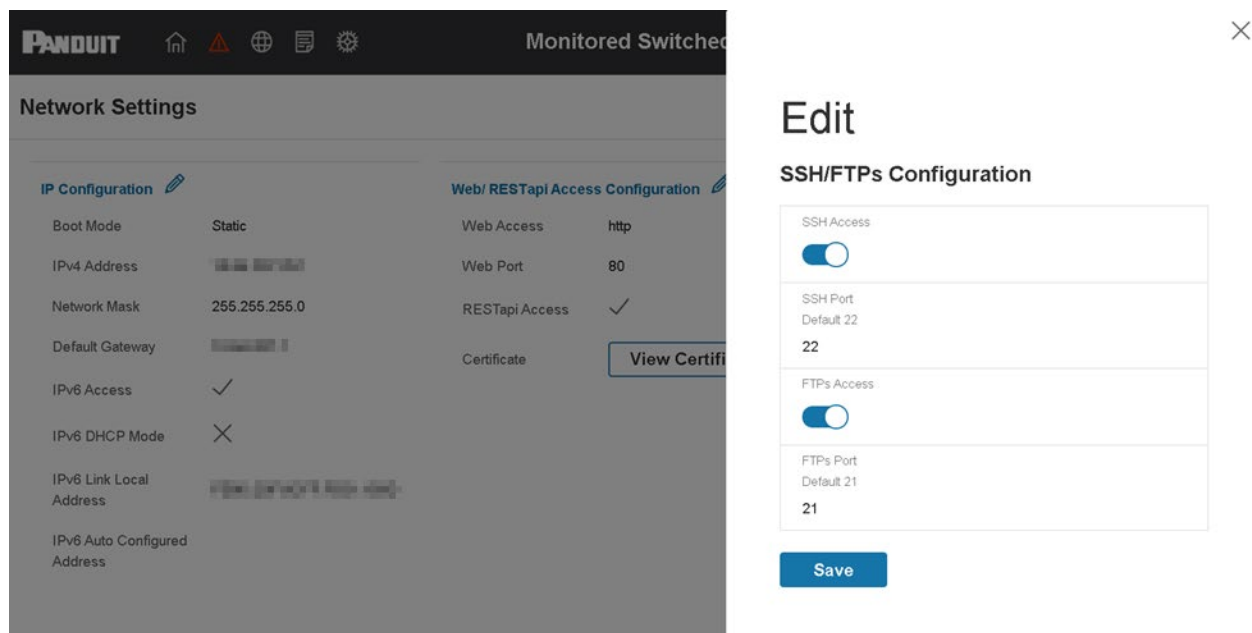 PANDUIT
Monitored Switched
Network Settings
IP Configuration
Boot Mode Static
IPv4 Address
Network Mask 255.255.255.0
Default Gateway
IPv6 Access
IPv6 DHCP Mode
IPv6 Link Local
Address
IPv6 Auto Configured
Address
Web/ RESTapi Access Configuration
Web Access http
Web Port 80
RESTapi Access
Certificate View Certifi
Edit
SSH/FTPs Configuration
SSH Access
SSH Port
Default 22
22
FTPs Access
FTPs Port
Default 21
21
Save